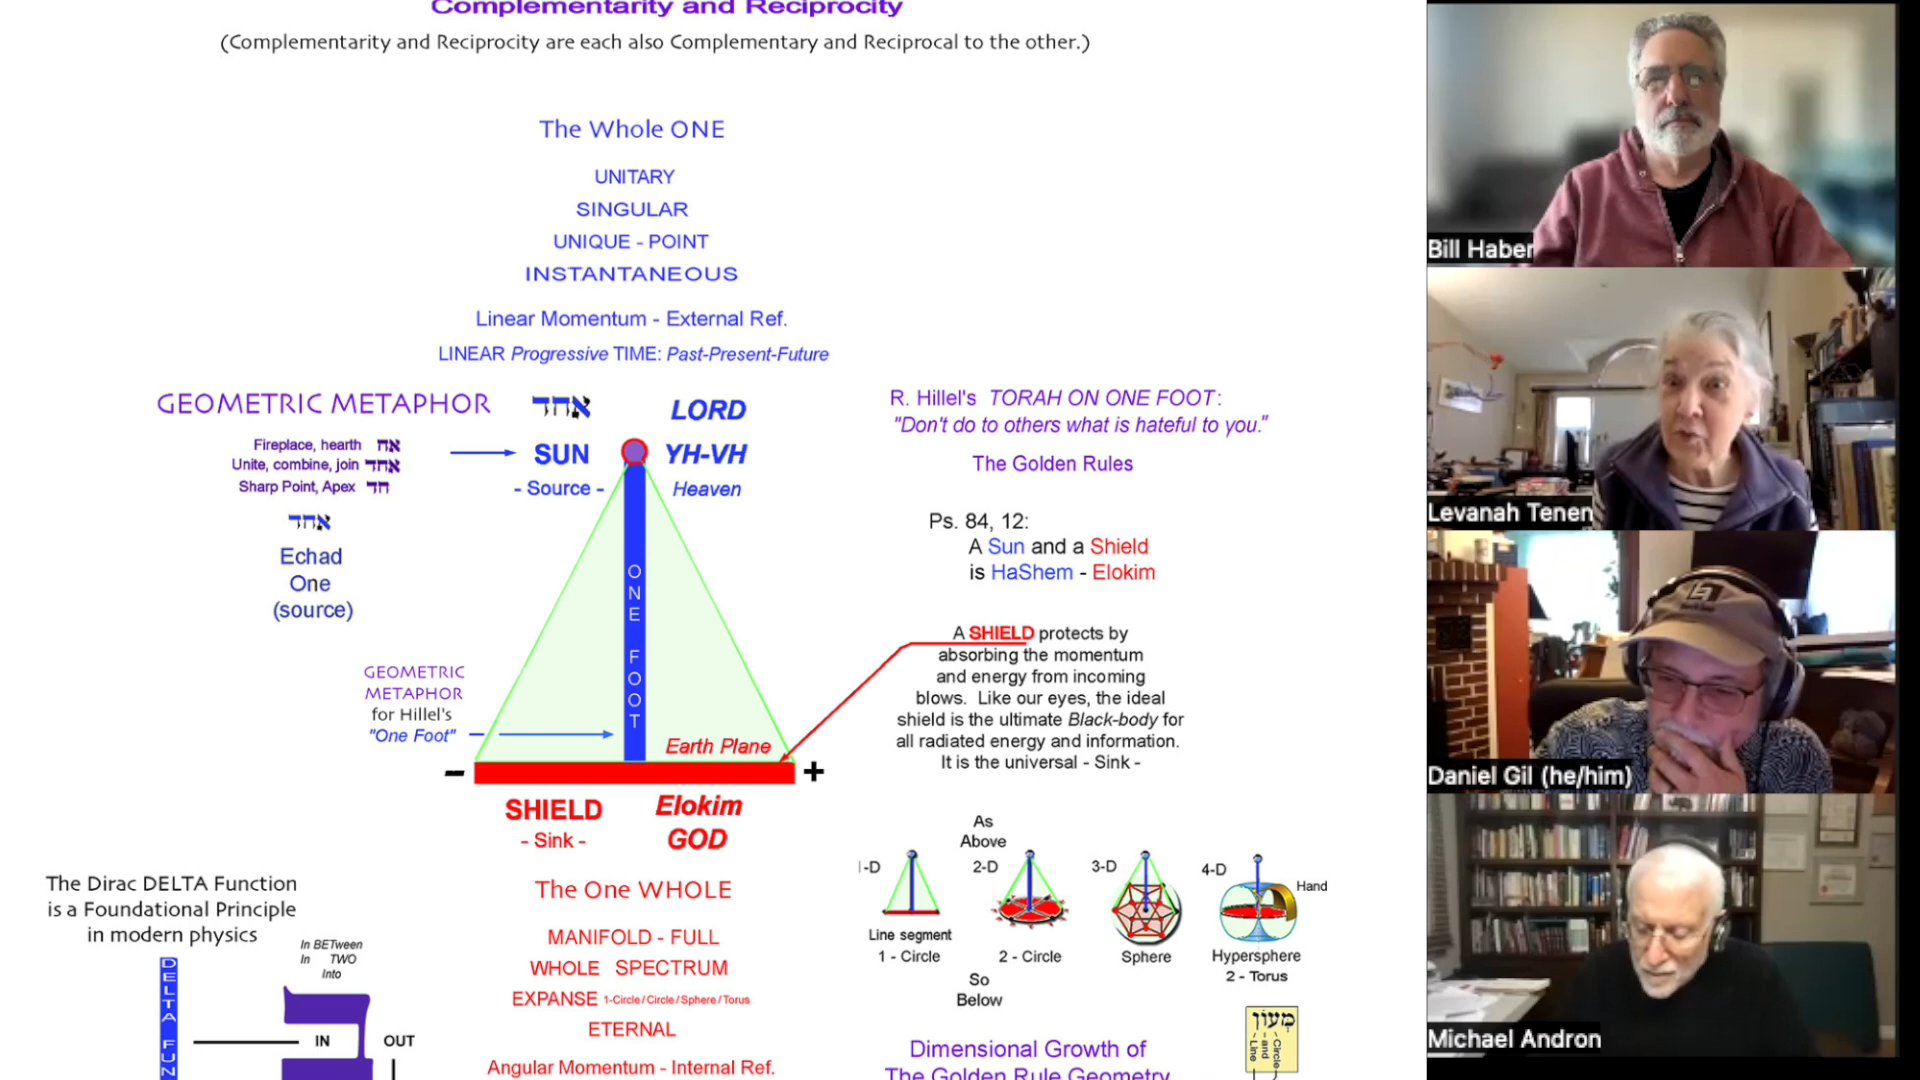 Complementarity and Reciprocity
(Complementarity and Reciprocity are each also Complementary and Reciprocal to the other.)
The Whole ONE
UNITARY
SINGULAR
UNIQUE - POINT
INSTANTANEOUS
Linear Momentum - External Ref.
LINEAR Progressive TIME: Past-Present-Future
GEOMETRIC METAPHOR
Fireplace, hearth אח
Unite, combine, join אחד
Sharp Point, Apex חד
אחד
Echad
One
(source)
אחד
LORD
SUN
YH-VH
- Source -
Heaven
ONE FOOT
GEOMETRIC
METAPHOR
for Hillel's
"One Foot"
Earth Plane
-
+
SHIELD
- Sink -
Elokim
GOD
The One WHOLE
MANIFOLD - FULL
WHOLE SPECTRUM
EXPANSE 1-Circle / Circle / Sphere / Torus
ETERNAL
Angular Momentum - Internal Ref.
R. Hillel's TORAH ON ONE FOOT:
"Don't do to others what is hateful to you."
The Golden Rules
Ps. 84, 12:
A Sun and a Shield
is HaShem - Elokim
A SHIELD protects by
absorbing the momentum
and energy from incoming
blows. Like our eyes, the ideal
shield is the ultimate Black-body for
all radiated energy and information.
It is the universal - Sink -
As
Above
1-D
2-D
3-D
4-D
Hand
Line segment
1 - Circle
2 - Circle
Sphere
Hypersphere
2 - Torus
So
Below
Dimensional Growth of
The Golden Rule Geometry
מעון
Line
and
Circle
The Dirac DELTA Function
is a Foundational Principle
in modern physics
In BETween
In TWO
Into
DELTA FUN
IN
OUT
Bill Haber
Levanah Tenen
Daniel Gil (he/him)
Michael Andron